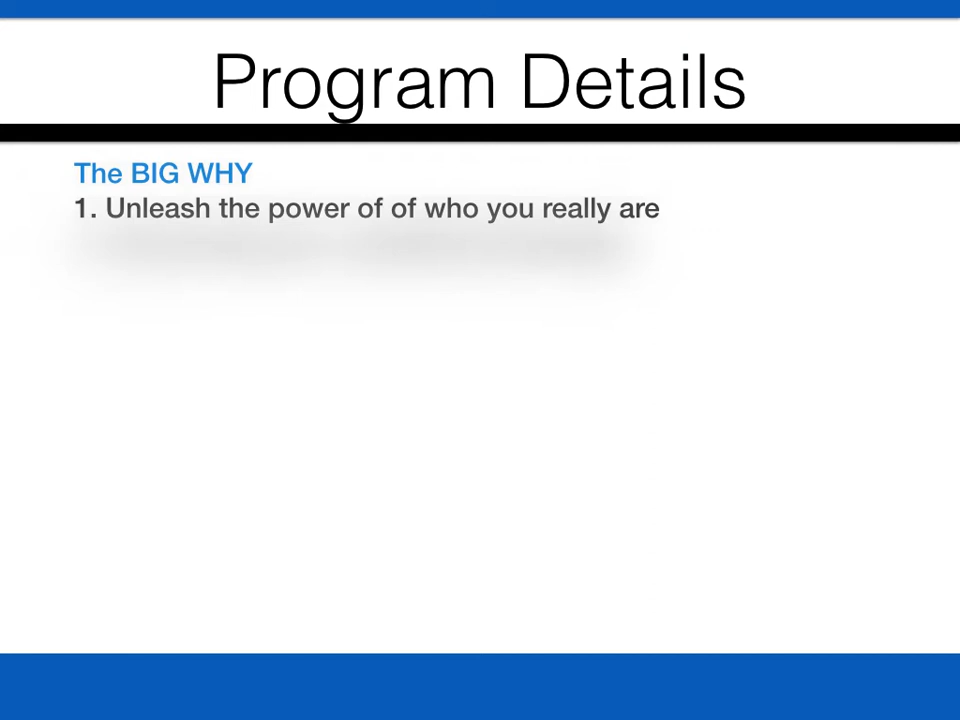 Program Details
The BIG WHY
1. Unleash the power of of who you really are